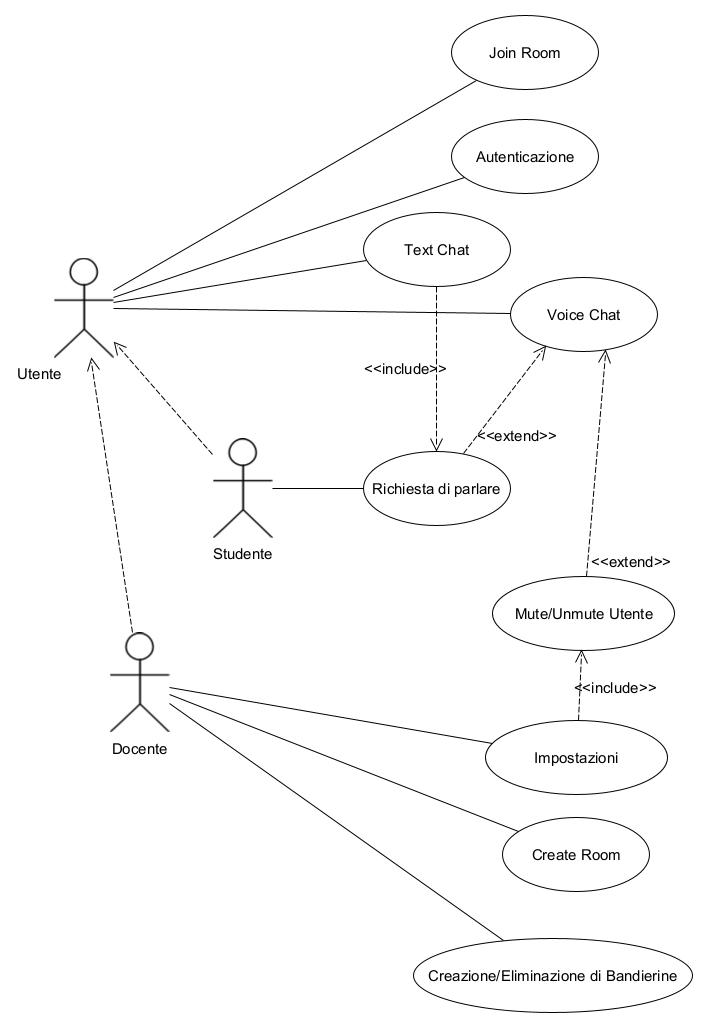 Join Room
Autenticazione
Text Chat
Voice Chat
Utente
<<include>>
<<extend>>
Richiesta di parlare
Studente
<<extend>>
Mute/Unmute Utente
<<include>>
Docente
Impostazioni
Create Room
Creazione/Eliminazione di Bandierine